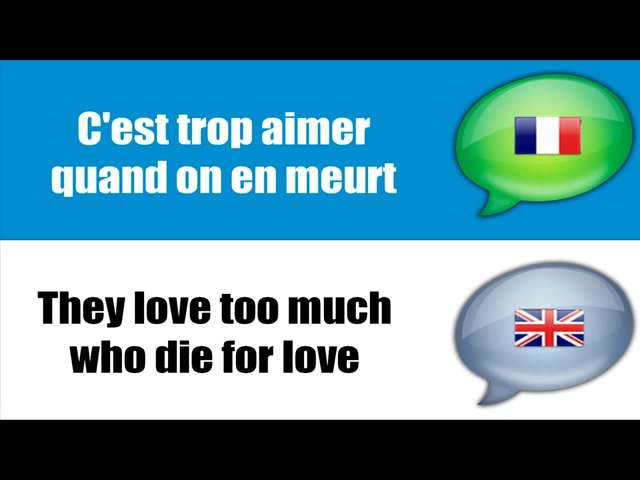 C'est trop aimer
quand on en meurt
They love too much
who die for love